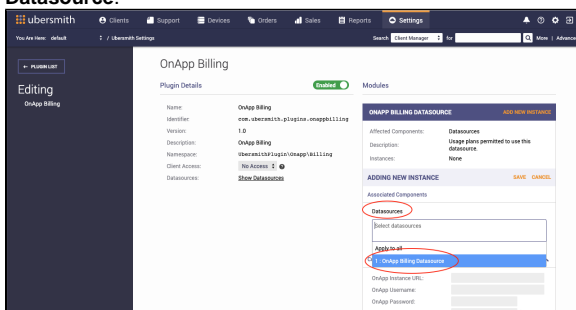 Datasource:
ubersmith Clients Support Devices Orders Sales Reports Settings
You Are Here: default / Ubersmith Settings Search Client Manager for More | Advance
← PLUGIN LIST
Editing
OnApp Billing
OnApp Billing
Plugin Details Enabled
Name: OnApp Billing
Identifier: com.ubersmith.plugins.onappbilling
Version: 1.0
Description: OnApp Billing
Namespace: UbersmithPlugin\Onapp\Billing
Client Access: No Access
Datasources: Show Datasources
Modules
ONAPP BILLING DATASOURCE ADD NEW INSTANCE
Affected Components: Datasources
Description: Usage plans permitted to use this
datasource.
Instances: None
ADDING NEW INSTANCE SAVE CANCEL
Associated Components
Datasources
Select datasources
Apply to all
1 : OnApp Billing Datasource
OnApp Instance URL:
OnApp Username:
OnApp Password: